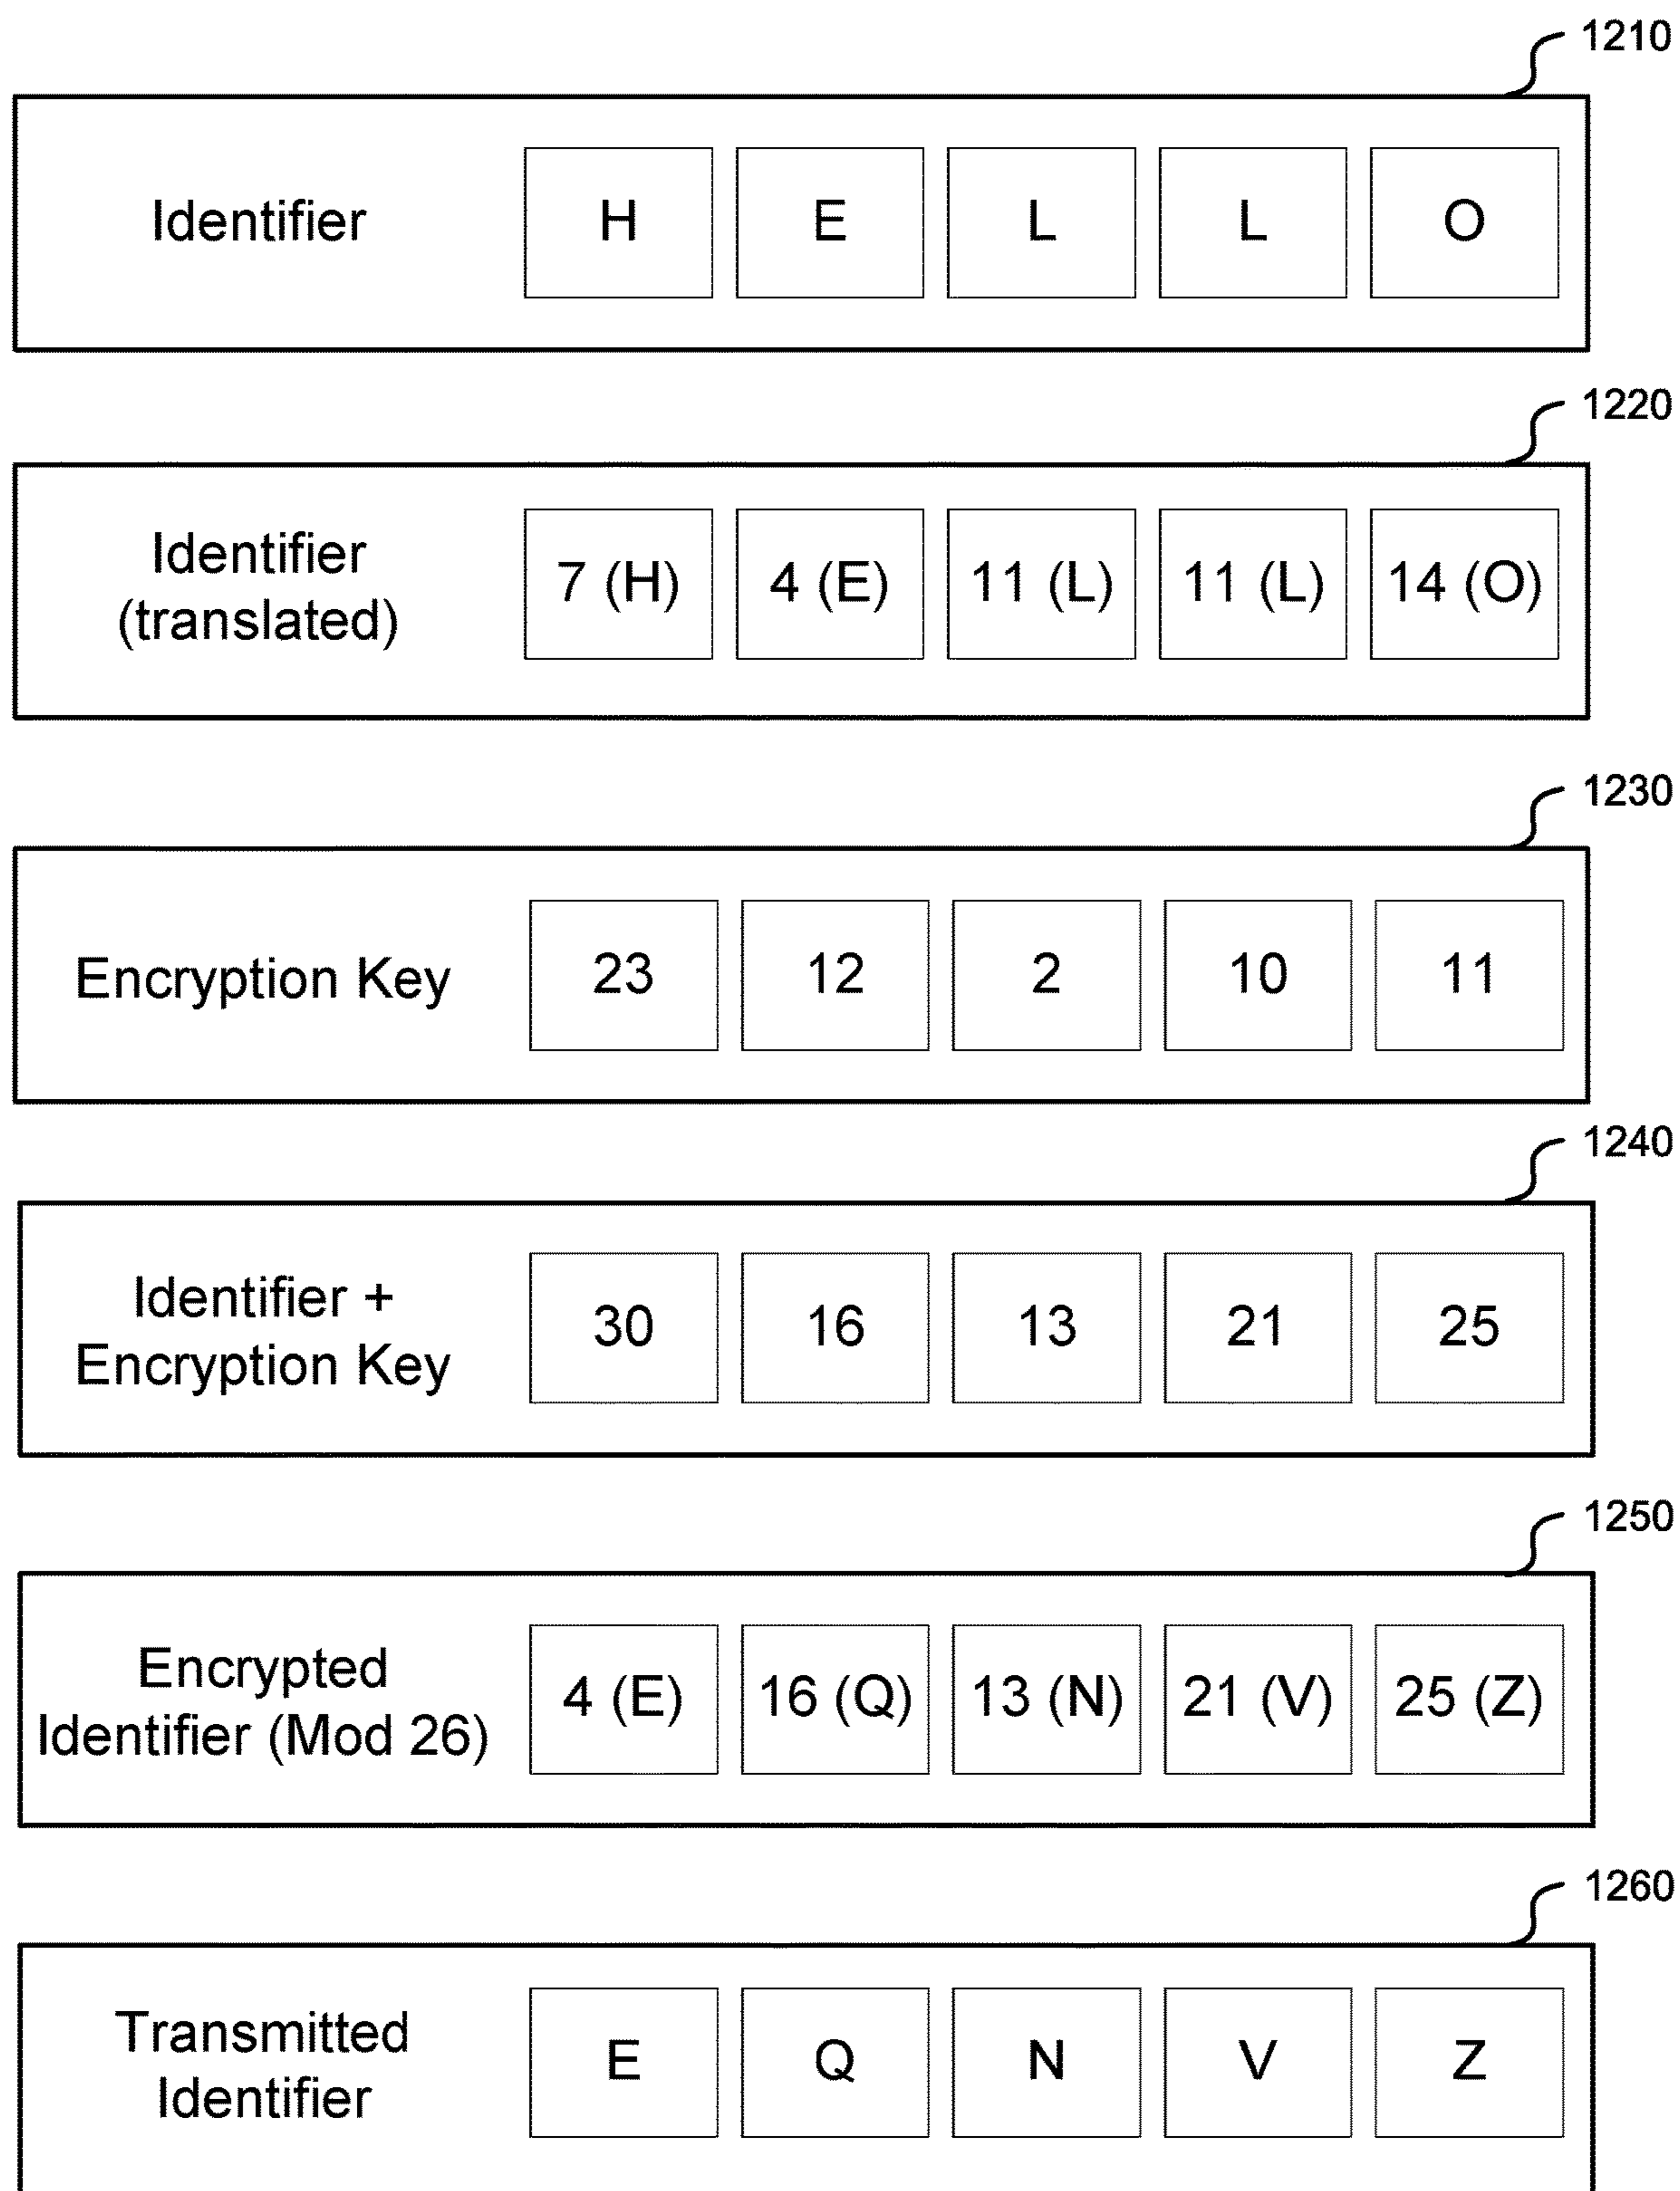 1210
Identifier H E L L O
1220
Identifier
(translated)
7 (H) 4 (E) 11 (L) 11 (L) 14 (O)
1230
Encryption Key 23 12 2 10 11
1240
Identifier +
Encryption Key
30 16 13 21 25
1250
Encrypted
Identifier (Mod 26)
4 (E) 16 (Q) 13 (N) 21 (V) 25 (Z)
1260
Transmitted
Identifier
E Q N V Z